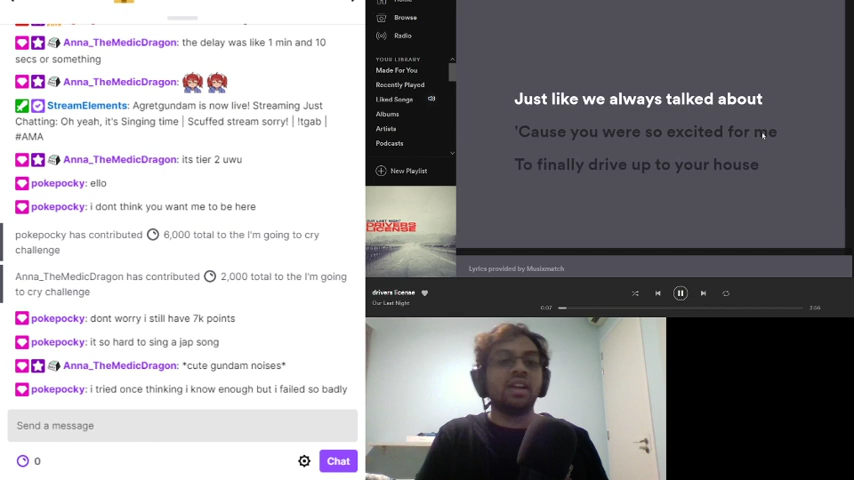 Anna_TheMedicDragon: the delay was like 1 min and 10
secs or something
Anna_TheMedicDragon:
StreamElements: Agretgundam is now live! Streaming Just
Chatting: Oh yeah, it's Singing time | Scuffed stream sorry! | !tgab |
#AMA
Anna_TheMedicDragon: its tier 2 uwu
pokepocky: ello
pokepocky: i dont think you want me to be here
pokepocky has contributed 6,000 total to the I'm going to cry
challenge
Anna_TheMedicDragon has contributed 2,000 total to the I'm going
to cry challenge
pokepocky: dont worry i still have 7k points
pokepocky: it so hard to sing a jap song
Anna_TheMedicDragon: *cute gundam noises*
pokepocky: i tried once thinking i know enough but i failed so badly
Send a message
0
Chat
Browse
Radio
YOUR LIBRARY
Made For You
Recently Played
Liked Songs
Albums
Artists
Podcasts
New Playlist
Just like we always talked about
'Cause you were so excited for me
To finally drive up to your house
OUR LAST NIGHT
DRIVERS
LICENSE
Lyrics provided by Musixmatch
drivers license
Our Last Night
0:07